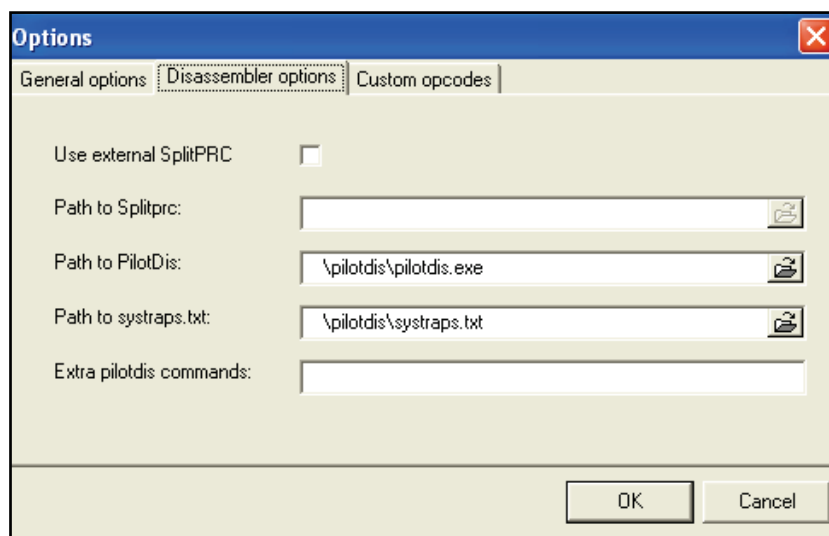 Options
General options Disassembler options Custom opcodes
Use external SplitPRC
Path to Splitprc:
Path to PilotDis: \pilotdis\pilotdis.exe
Path to systraps.txt: \pilotdis\systraps.txt
Extra pilotdis commands:
OK Cancel